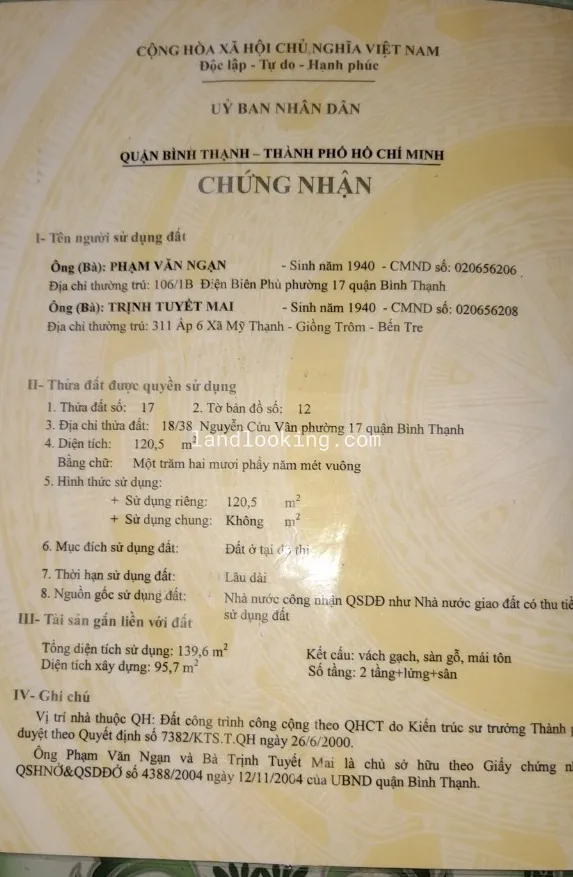 CỘNG HÒA XÃ HỘI CHỦ NGHĨA VIỆT NAM
Độc lập - Tự do - Hạnh phúc
UỶ BAN NHÂN DÂN
QUẬN BÌNH THẠNH – THÀNH PHỐ HỒ CHÍ MINH
CHỨNG NHẬN
I- Tên người sử dụng đất
Ông (Bà): PHẠM VĂN NGẠN - Sinh năm 1940 - CMND số: 020656206
Địa chỉ thường trú: 106/1B Điện Biên Phủ phường 17 quận Bình Thạnh
Ông (Bà): TRỊNH TUYẾT MAI - Sinh năm 1940 - CMND số: 020656208
Địa chỉ thường trú: 311 Ấp 6 Xã Mỹ Thạnh - Giồng Trôm - Bến Tre
II- Thửa đất được quyền sử dụng
1. Thửa đất số: 17 2. Tờ bản đồ số: 12
3. Địa chỉ thửa đất: 18/38 Nguyễn Cửu Vân phường 17 quận Bình Thạnh
landlooking.com
4. Diện tích: 120,5 m²
Bằng chữ: Một trăm hai mươi phẩy năm mét vuông
5. Hình thức sử dụng:
+ Sử dụng riêng: 120,5 m²
+ Sử dụng chung: Không m²
6. Mục đích sử dụng đất: Đất ở tại đô thị
7. Thời hạn sử dụng đất: Lâu dài
8. Nguồn gốc sử dụng đất: Nhà nước công nhận QSDĐ như Nhà nước giao đất có thu tiề
sử dụng đất
III- Tài sản gắn liền với đất
Tổng diện tích sử dụng: 139,6 m² Kết cấu: vách gạch, sàn gỗ, mái tôn
Diện tích xây dựng: 95,7 m² Số tầng: 2 tầng+lửng+sân
IV- Ghi chú
Vị trí nhà thuộc QH: Đất công trình công cộng theo QHCT do Kiến trúc sư trưởng Thành
duyệt theo Quyết định số 7382/KTS.T.QH ngày 26/6/2000.
Ông Phạm Văn Ngạn và Bà Trịnh Tuyết Mai là chủ sở hữu theo Giấy chứng
QSHNỞ&QSDĐỞ số 4388/2004 ngày 12/11/2004 của UBND quận Bình Thạnh.